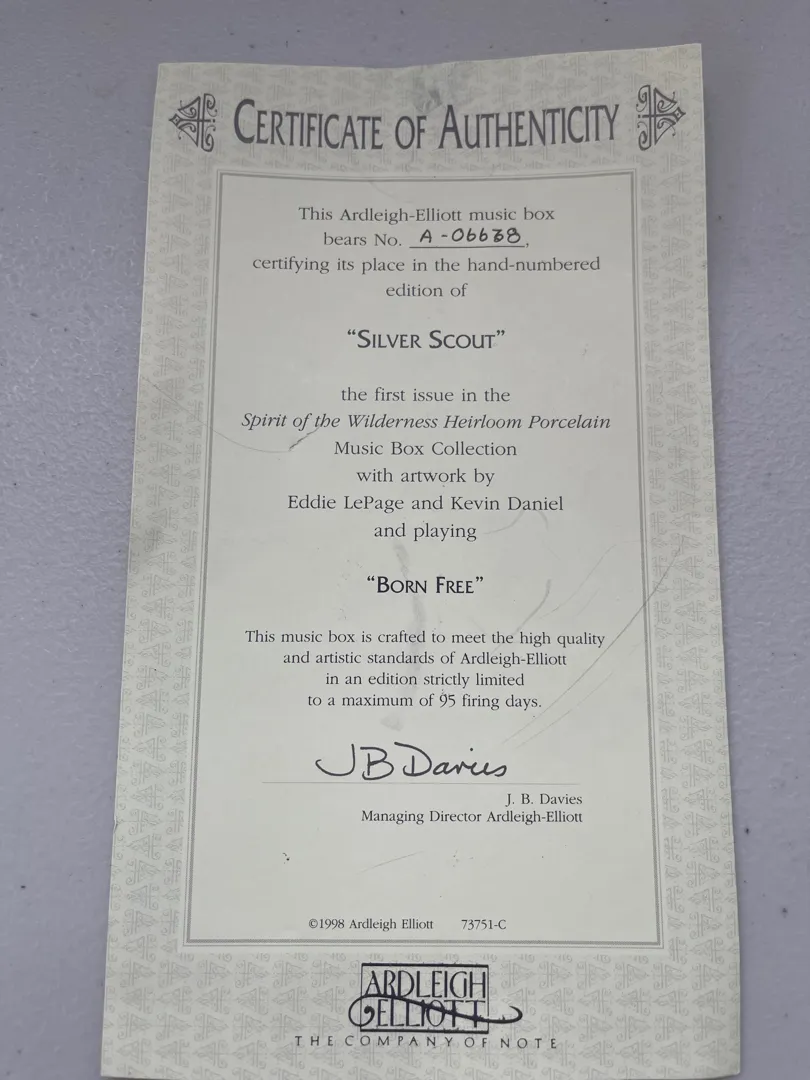 CERTIFICATE OF AUTHENTICITY
This Ardleigh-Elliott music box
bears No. A-06638,
certifying its place in the hand-numbered
edition of
“SILVER SCOUT”
the first issue in the
Spirit of the Wilderness Heirloom Porcelain
Music Box Collection
with artwork by
Eddie LePage and Kevin Daniel
and playing
“BORN FREE”
This music box is crafted to meet the high quality
and artistic standards of Ardleigh-Elliott
in an edition strictly limited
to a maximum of 95 firing days.
JB Davies
J. B. Davies
Managing Director Ardleigh-Elliott
©1998 Ardleigh Elliott 73751-C
ARDLEIGH
ELLIOTT
THE COMPANY OF NOTE